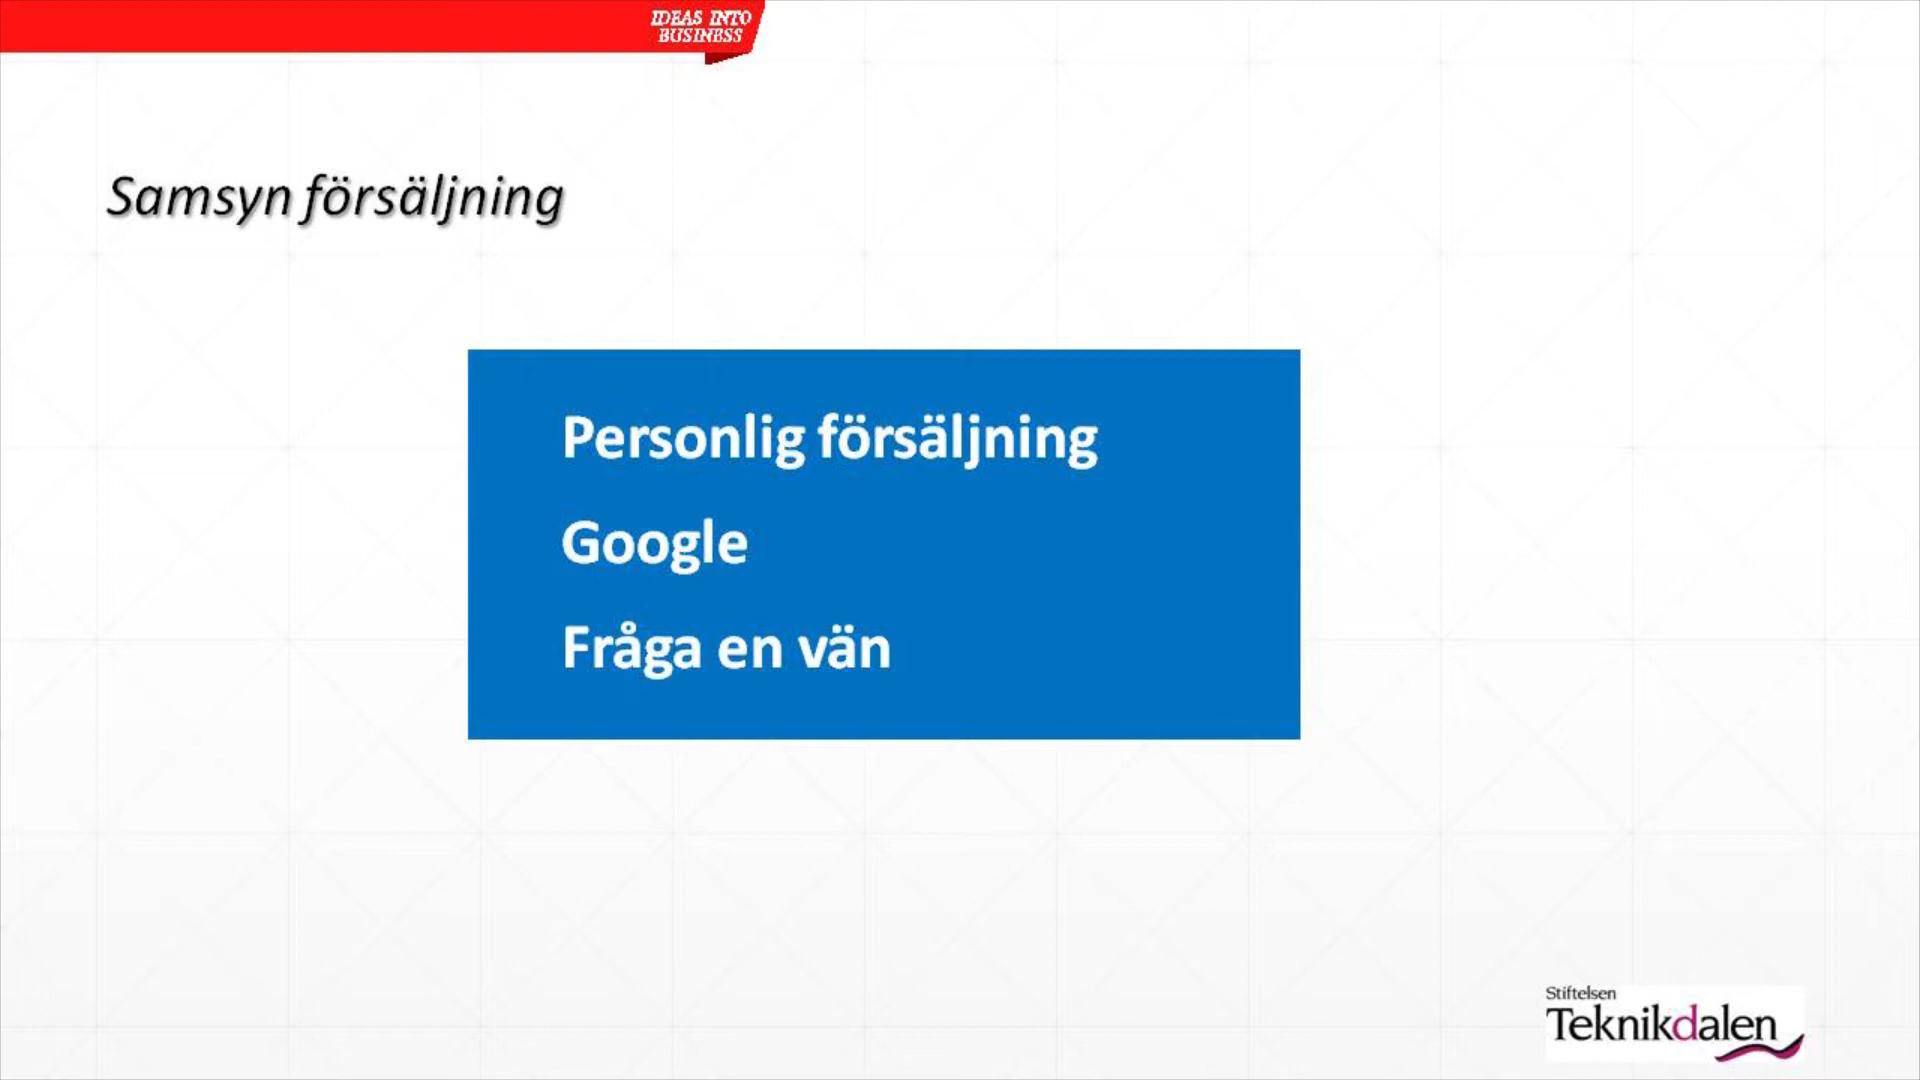 IDEAS INTO
BUSINESS
Samsyn försäljning
Personlig försäljning
Google
Fråga en vän
Stiftelsen
Teknikdalen